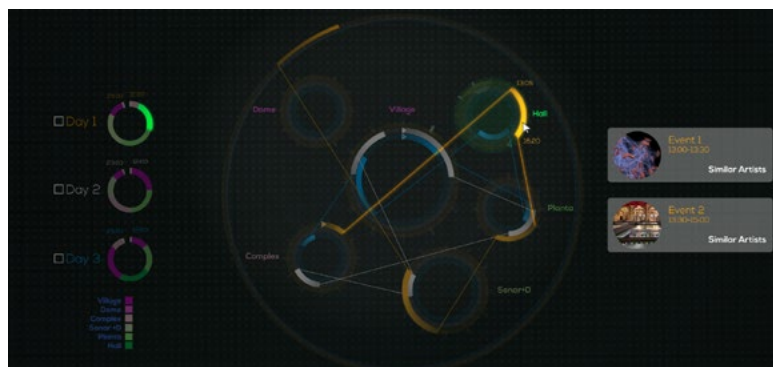 Day 1
Day 2
Day 3
Village
Dome
Complex
Sonar+D
Planta
Hall
Dome
Village
Hall
Planta
Complex
Sonar+D
Event 1
13:00-13:30
Similar Artists
Event 2
Similar Artists